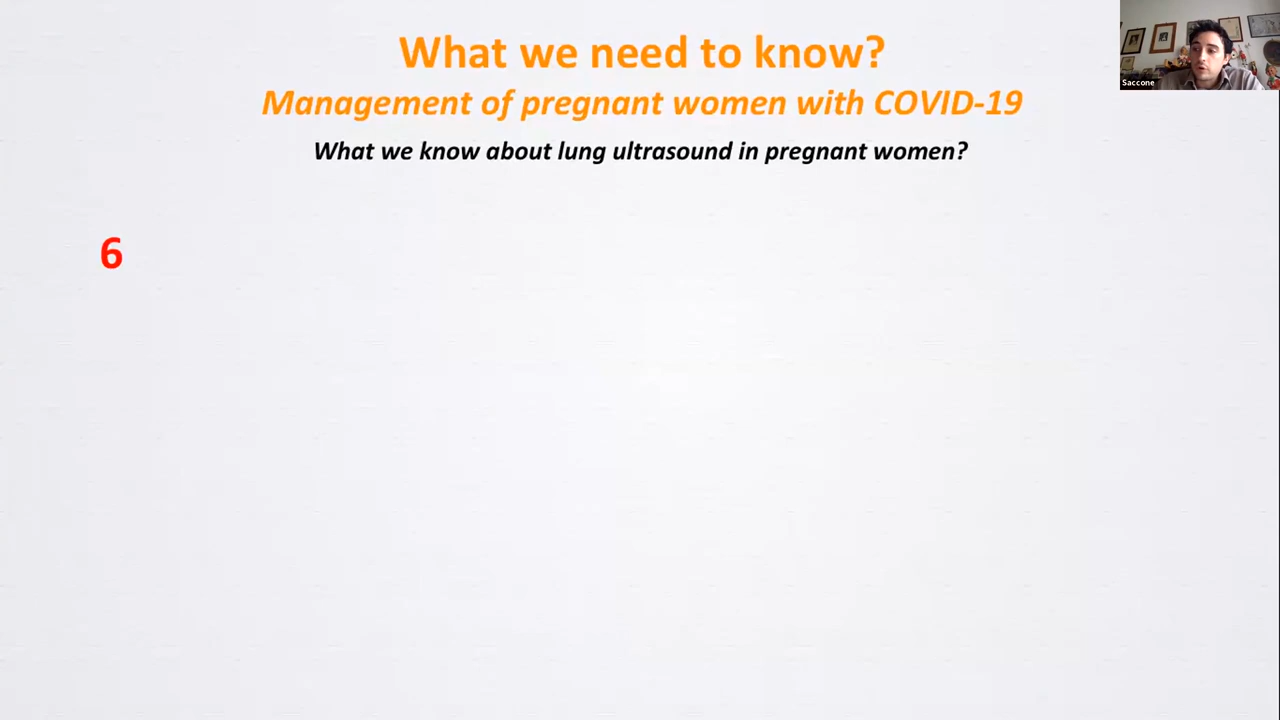 What we need to know?
Management of pregnant women with COVID-19
What we know about lung ultrasound in pregnant women?
Saccone
6